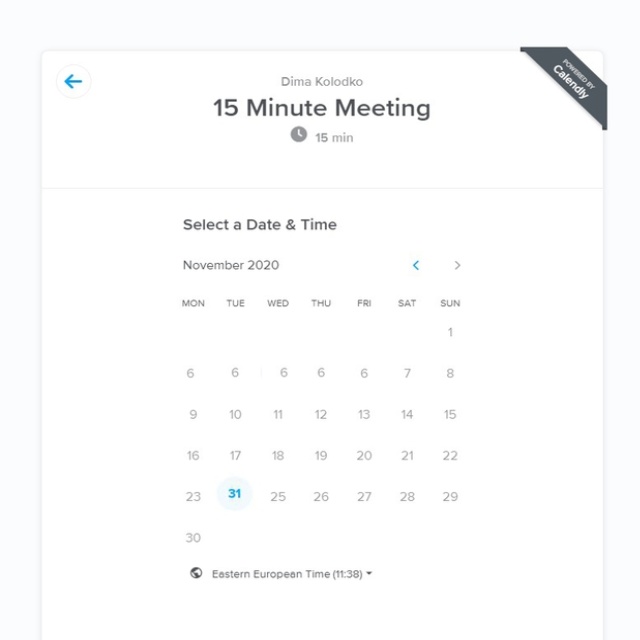 POWERED BY
Calendly
Dima Kolodko
15 Minute Meeting
15 min
Select a Date & Time
November 2020
MON TUE WED THU FRI SAT SUN
1
6 6 6 6 6 7 8
9 10 11 12 13 14 15
16 17 18 19 20 21 22
23 31 25 26 27 28 29
30
Eastern European Time (11:38)